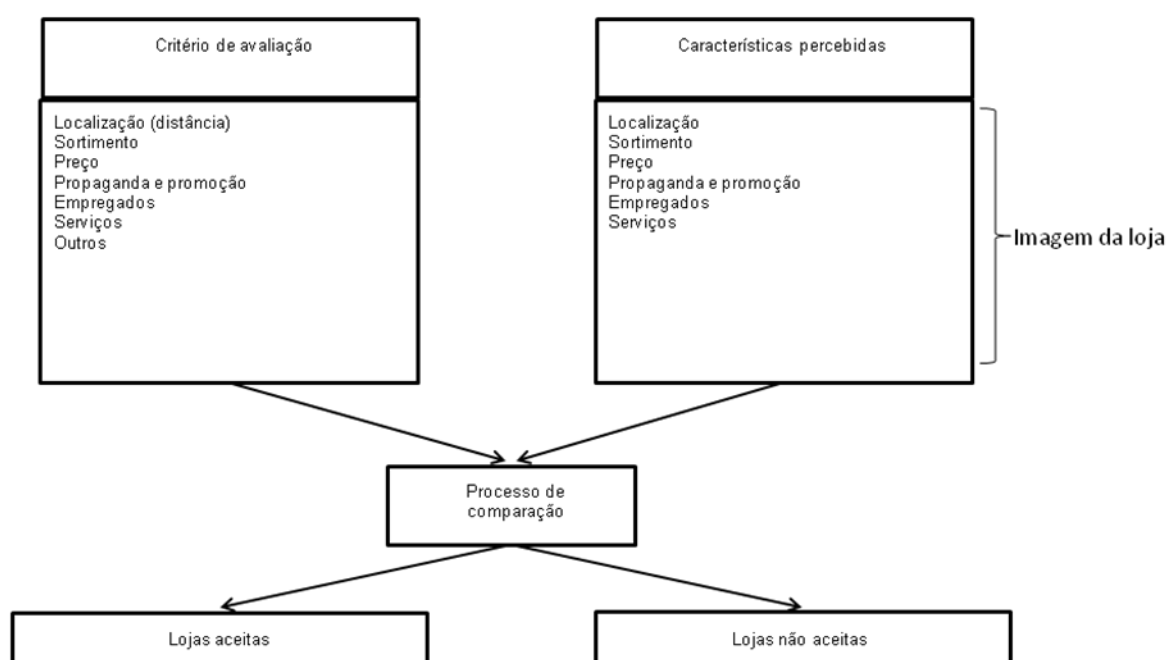 Critério de avaliação
Características percebidas
Localização (distância)
Sortimento
Preço
Propaganda e promoção
Empregados
Serviços
Outros
Localização
Sortimento
Preço
Propaganda e promoção
Empregados
Serviços
Imagem da loja
Processo de
comparação
Lojas aceitas
Lojas não aceitas